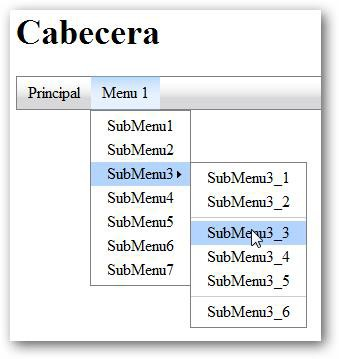 Cabecera
Principal Menu 1
SubMenu1
SubMenu2
SubMenu3
SubMenu4
SubMenu5
SubMenu6
SubMenu7
SubMenu3_1
SubMenu3_2
SubMenu3_3
SubMenu3_4
SubMenu3_5
SubMenu3_6